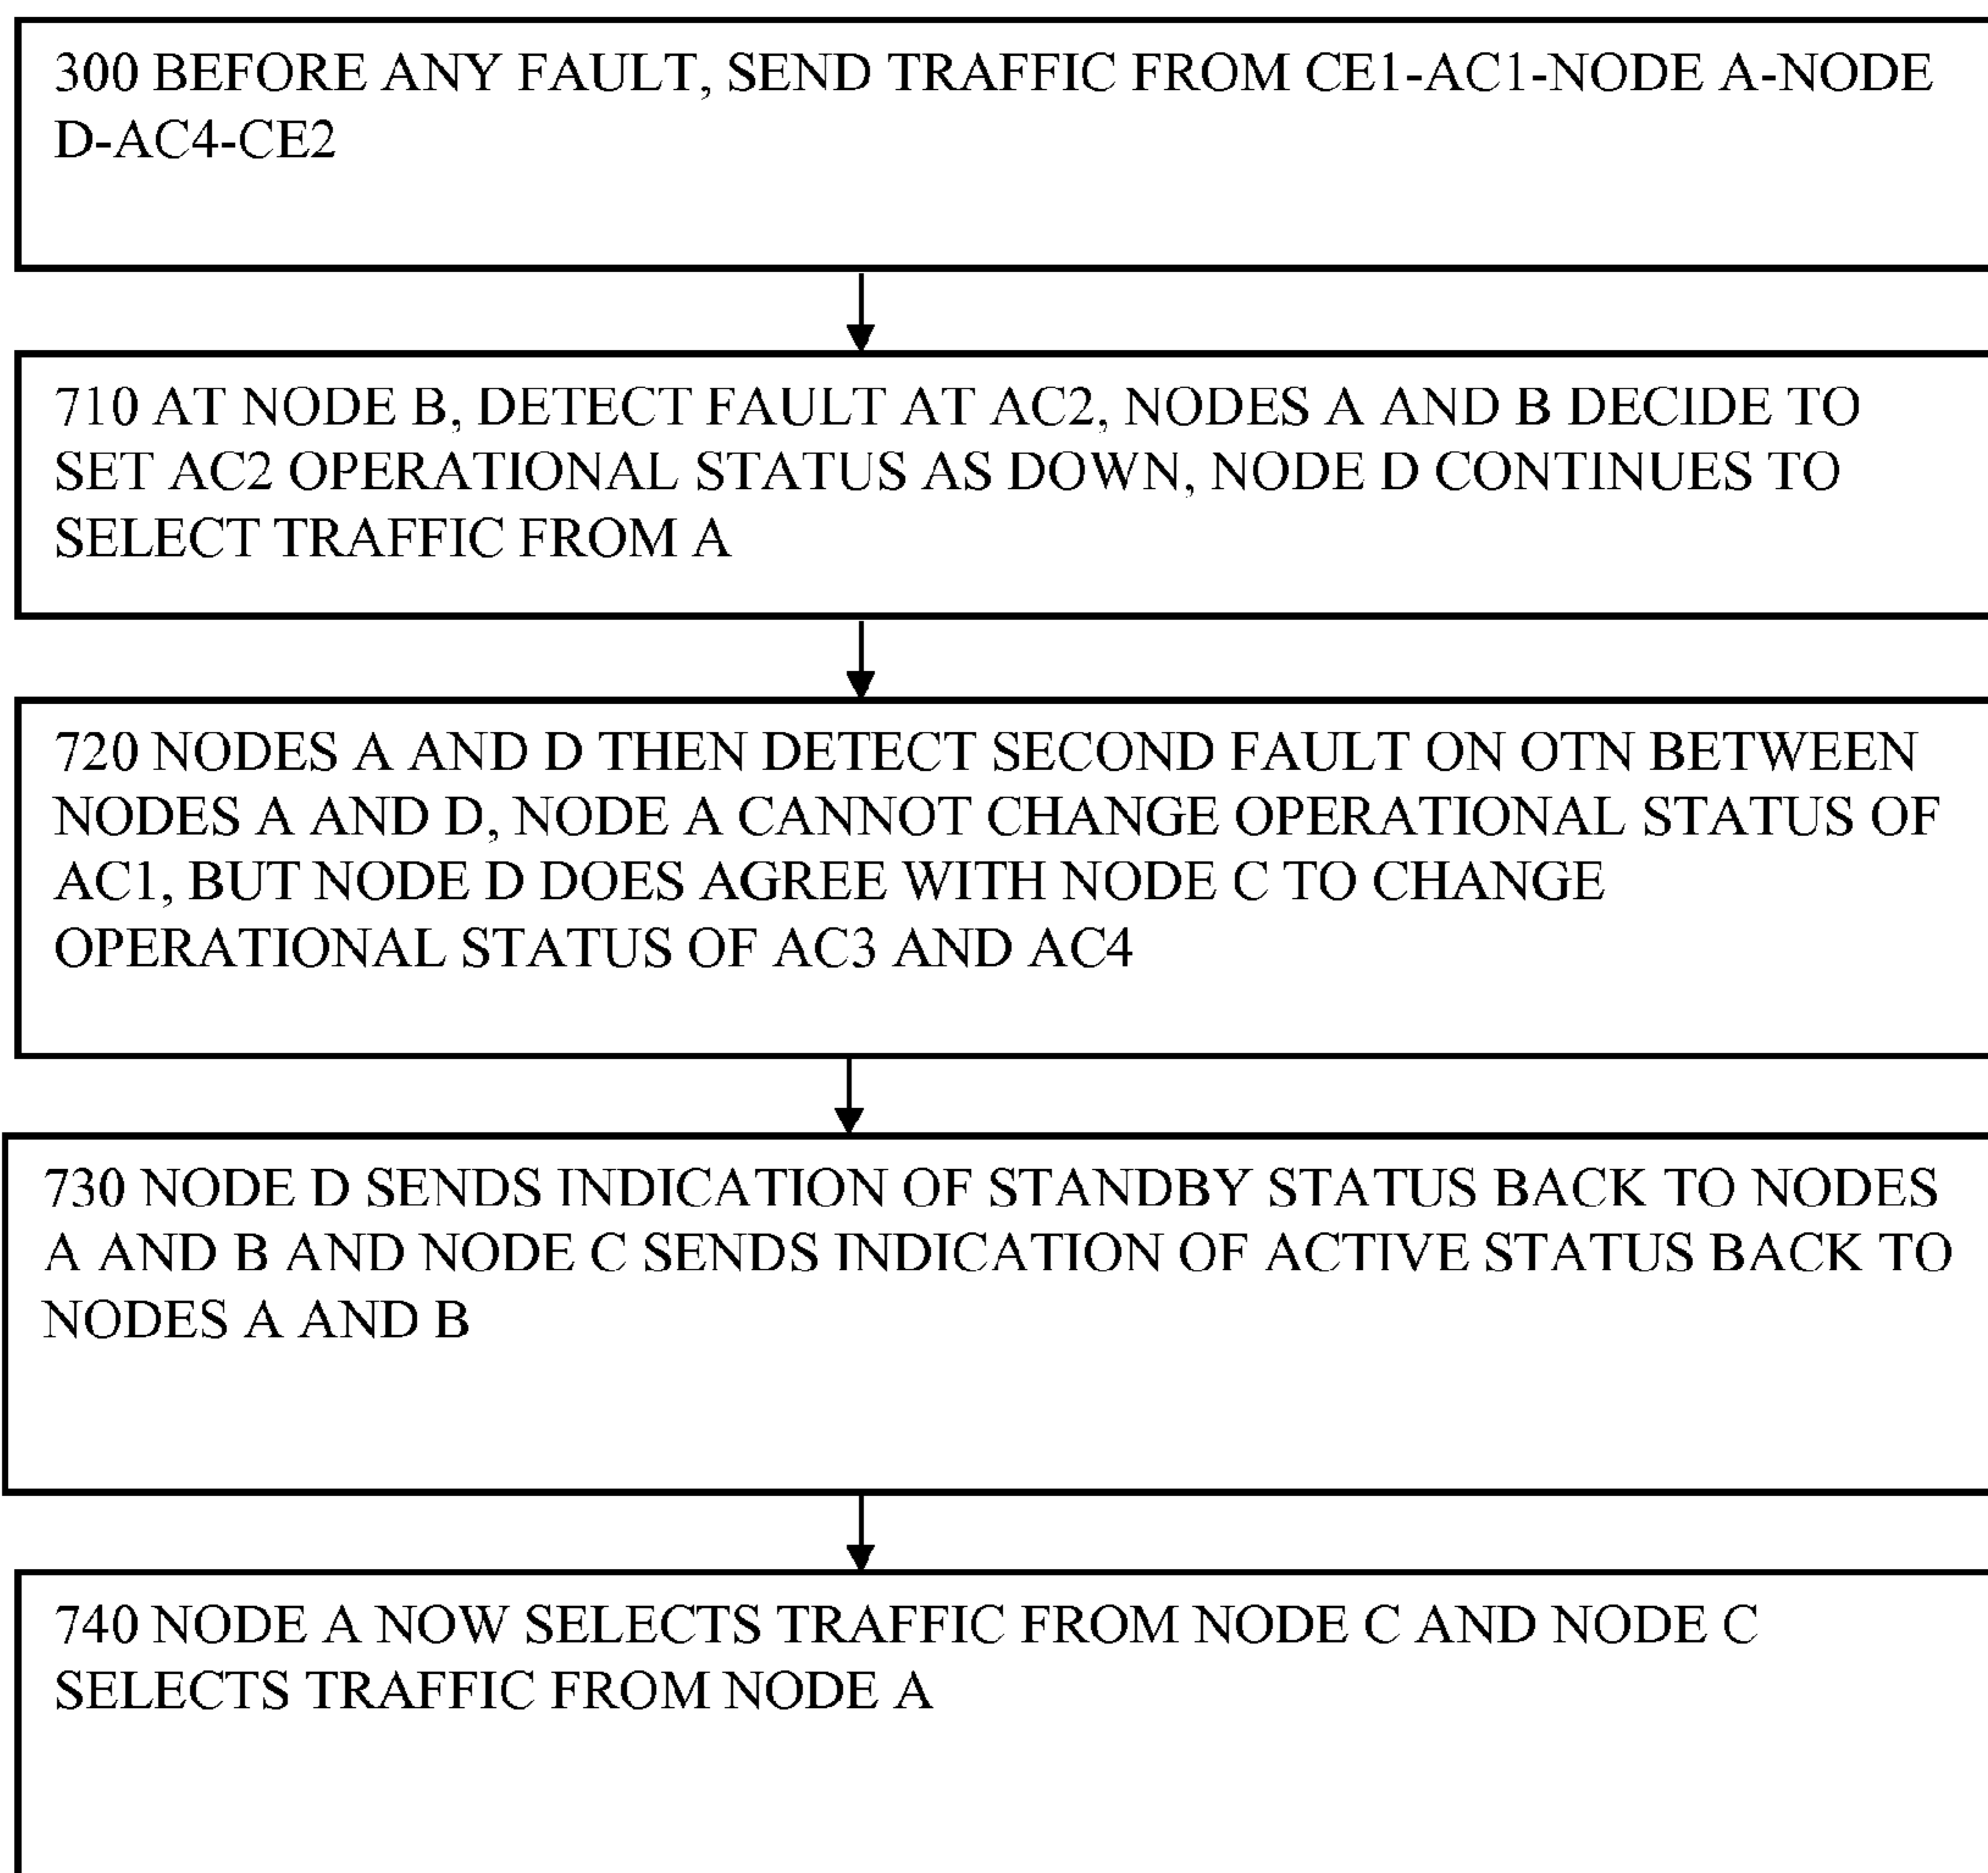 300 BEFORE ANY FAULT, SEND TRAFFIC FROM CE1-AC1-NODE A-NODE
D-AC4-CE2
710 AT NODE B, DETECT FAULT AT AC2, NODES A AND B DECIDE TO
SET AC2 OPERATIONAL STATUS AS DOWN, NODE D CONTINUES TO
SELECT TRAFFIC FROM A
720 NODES A AND D THEN DETECT SECOND FAULT ON OTN BETWEEN
NODES A AND D, NODE A CANNOT CHANGE OPERATIONAL STATUS OF
AC1, BUT NODE D DOES AGREE WITH NODE C TO CHANGE
OPERATIONAL STATUS OF AC3 AND AC4
730 NODE D SENDS INDICATION OF STANDBY STATUS BACK TO NODES
A AND B AND NODE C SENDS INDICATION OF ACTIVE STATUS BACK TO
NODES A AND B
740 NODE A NOW SELECTS TRAFFIC FROM NODE C AND NODE C
SELECTS TRAFFIC FROM NODE A